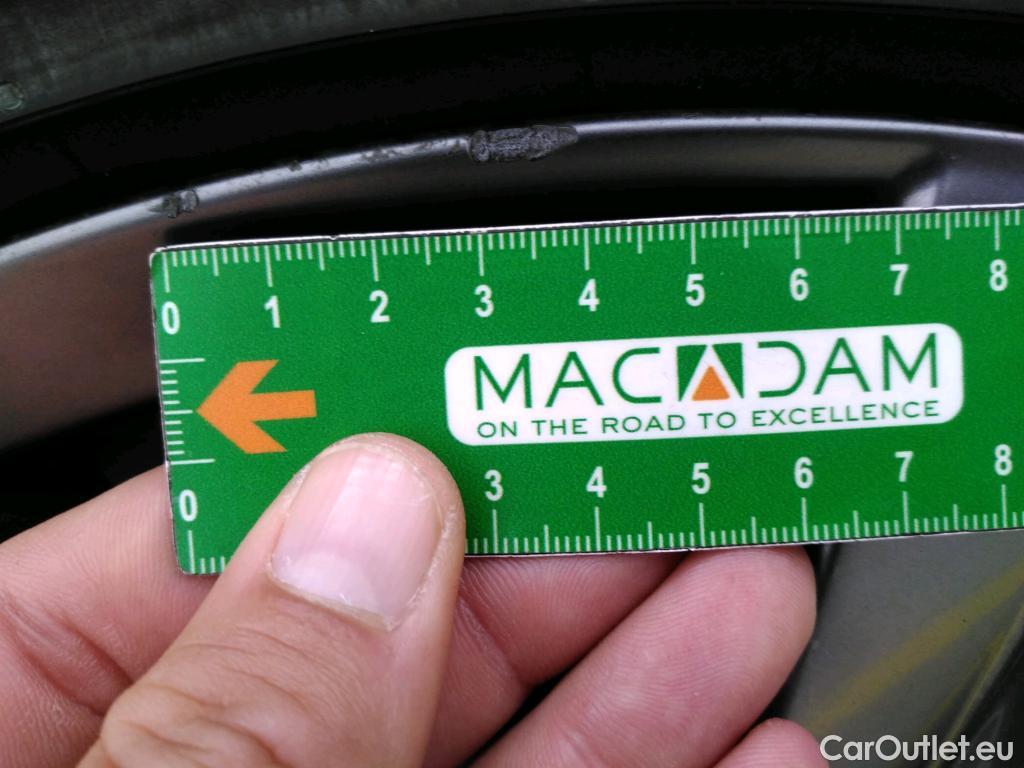 0 1 2 3 4 5 6 7 8
MACADAM
ON THE ROAD TO EXCELLENCE
0 3 4 5 6 7 8
CarOutlet.eu